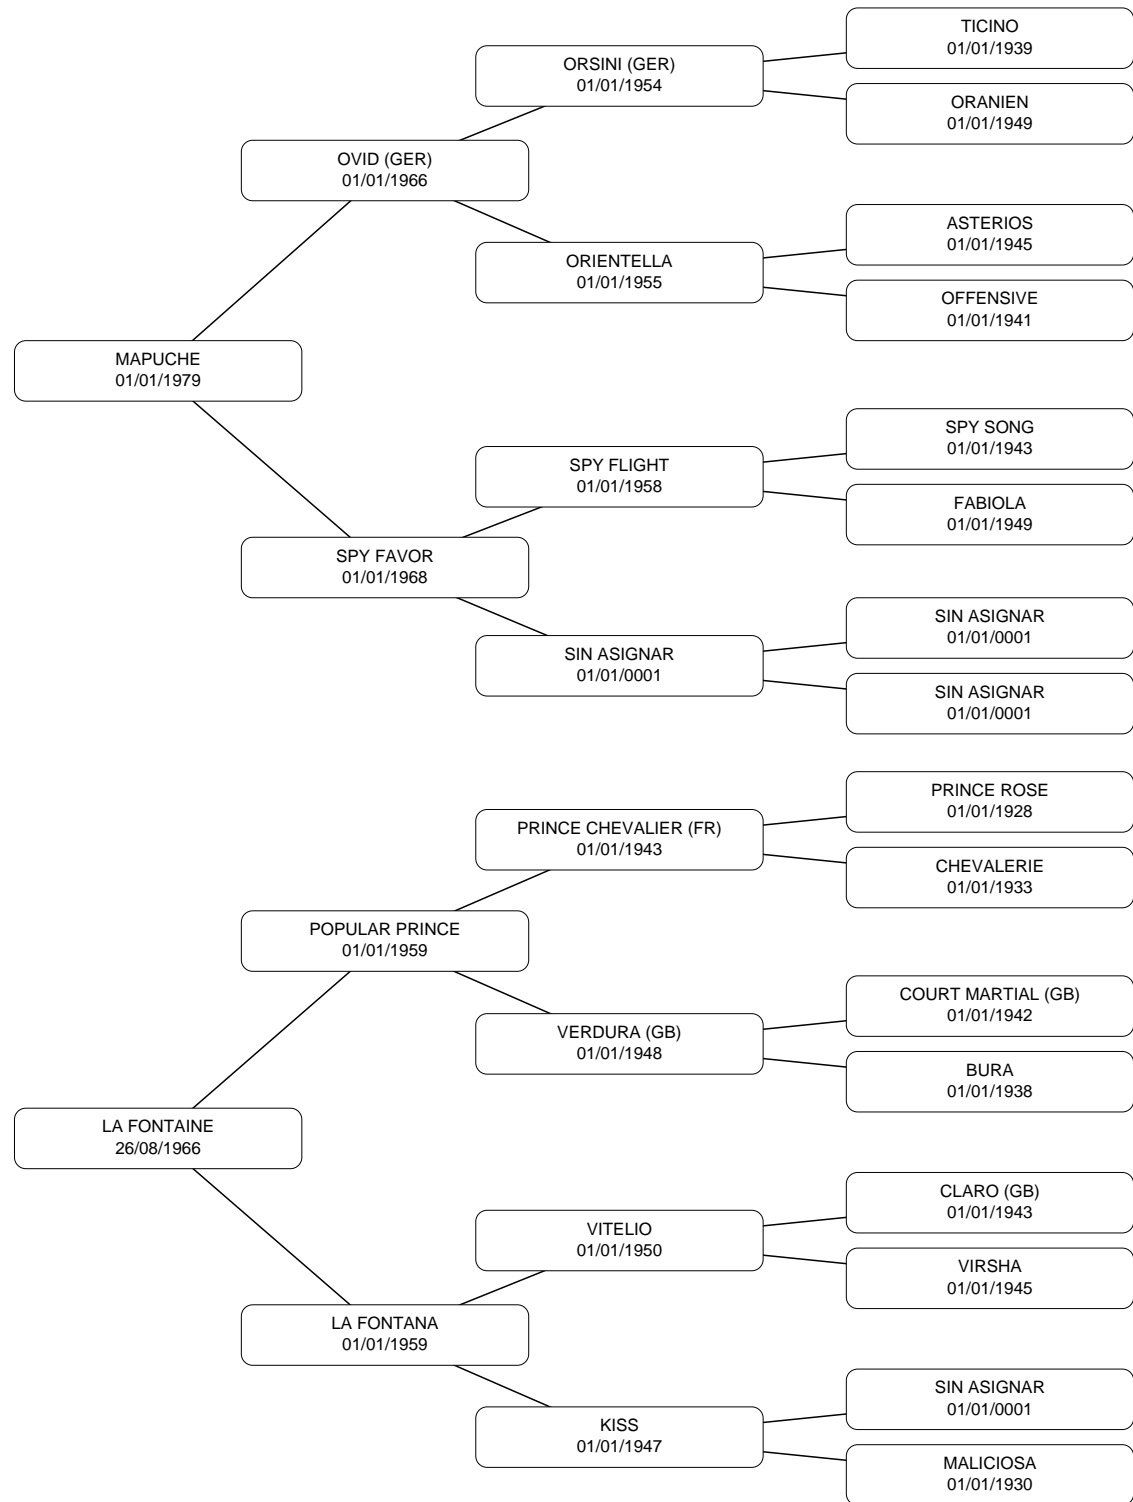 TICINO
01/01/1939
ORSINI (GER)
01/01/1954
ORANIEN
01/01/1949
OVID (GER)
01/01/1966
ASTERIOS
01/01/1945
ORIENTELLA
01/01/1955
OFFENSIVE
01/01/1941
MAPUCHE
01/01/1979
SPY SONG
01/01/1943
SPY FLIGHT
01/01/1958
FABIOLA
01/01/1949
SPY FAVOR
01/01/1968
SIN ASIGNAR
01/01/0001
SIN ASIGNAR
01/01/0001
SIN ASIGNAR
01/01/0001
PRINCE ROSE
01/01/1928
PRINCE CHEVALIER (FR)
01/01/1943
CHEVALERIE
01/01/1933
POPULAR PRINCE
01/01/1959
COURT MARTIAL (GB)
01/01/1942
VERDURA (GB)
01/01/1948
BURA
01/01/1938
LA FONTAINE
26/08/1966
CLARO (GB)
01/01/1943
VITELIO
01/01/1950
VIRSHA
01/01/1945
LA FONTANA
01/01/1959
SIN ASIGNAR
01/01/0001
KISS
01/01/1947
MALICIOSA
01/01/1930